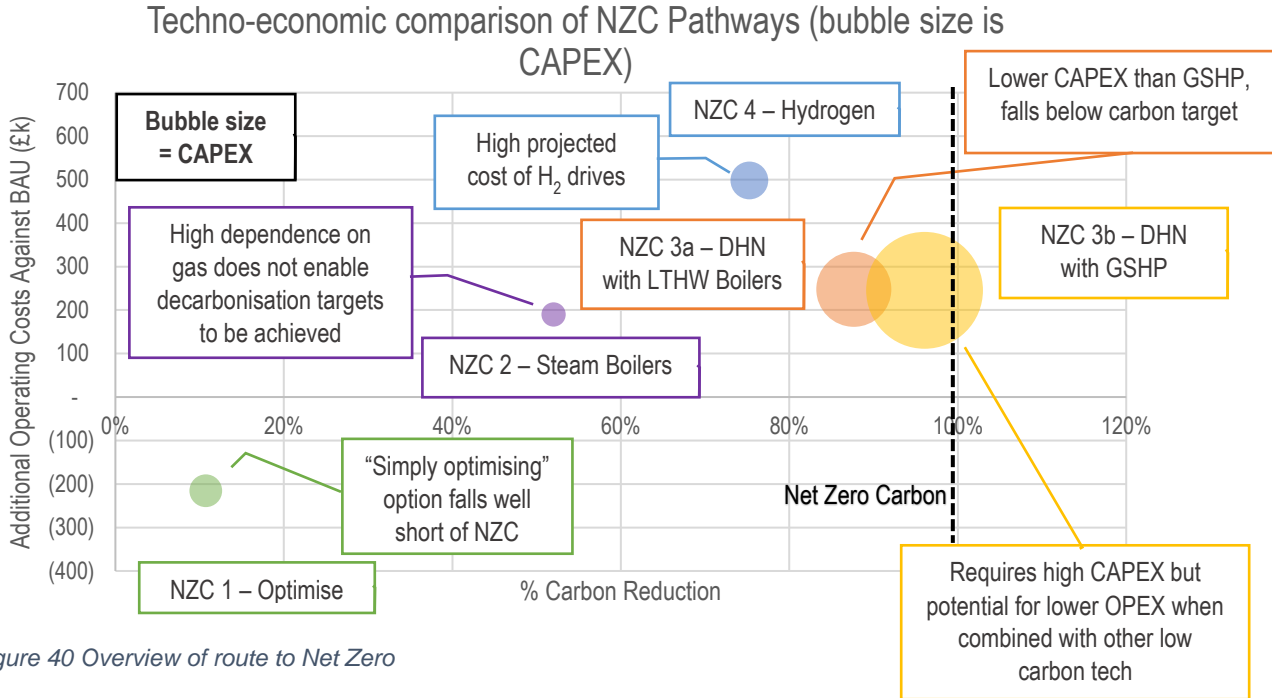 Techno-economic comparison of NZC Pathways (bubble size is
CAPEX)
Additional Operating Costs Against BAU (£k)
700
600
500
400
300
200
100
-
(100)
(200)
(300)
(400)
0%
20%
40%
60%
80%
100%
120%
% Carbon Reduction
Bubble size
= CAPEX
High projected
cost of H2 drives
NZC 4 – Hydrogen
Lower CAPEX than GSHP,
falls below carbon target
High dependence on
gas does not enable
decarbonisation targets
to be achieved
NZC 3a – DHN
with LTHW Boilers
NZC 3b – DHN
with GSHP
NZC 2 – Steam Boilers
“Simply optimising”
option falls well
short of NZC
Net Zero Carbon
NZC 1 – Optimise
Requires high CAPEX but
potential for lower OPEX when
combined with other low
carbon tech
gure 40 Overview of route to Net Zero